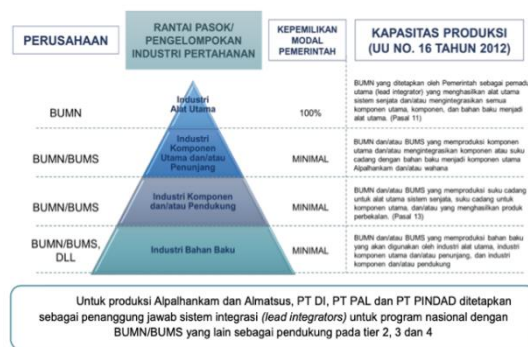 PERUSAHAAN
RANTAI PASOK/
PENGELOMPOKAN
INDUSTRI PERTAHANAN
KEPEMILIKAN
MODAL
PEMERINTAH
KAPASITAS PRODUKSI
(UU NO. 16 TAHUN 2012)
BUMN
Industri
Alat Utama
100%
BUMN yang ditetapkan oleh Pemerintah sebagai pemadu
utama (lead integrator) yang menghasilkan alat utama
sistem senjata dan/atau mengintegrasikan semua
komponen utama, komponen, dan bahan baku menjadi
alat utama. (Pasal 11)
BUMN/BUMS
Industri
Komponen
Utama dan/atau
Penunjang
MINIMAL
BUMN dan/atau BUMS yang memproduksi komponen
utama dan/atau mengintegrasikan komponen atau suku
cadang dengan bahan baku menjadi komponen utama
Alpalhankam dan/atau wahana
BUMN/BUMS
Industri Komponen
dan/atau Pendukung
MINIMAL
BUMN dan/atau BUMS yang memproduksi suku cadang
untuk alat utama sistem senjata, suku cadang untuk
komponen utama, dan/atau yang menghasilkan produk
perbekalan. (Pasal 13)
BUMN/BUMS,
DLL
Industri Bahan Baku
MINIMAL
BUMN dan/atau BUMS yang memproduksi bahan baku
yang akan digunakan oleh industri alat utama, industri
komponen utama dan/atau penunjang, dan industri
komponen dan/atau pendukung
Untuk produksi Alpalhankam dan Almatsus, PT DI, PT PAL dan PT PINDAD ditetapkan
sebagai penanggung jawab sistem integrasi (lead integrators) untuk program nasional dengan
BUMN/BUMS yang lain sebagai pendukung pada tier 2, 3 dan 4